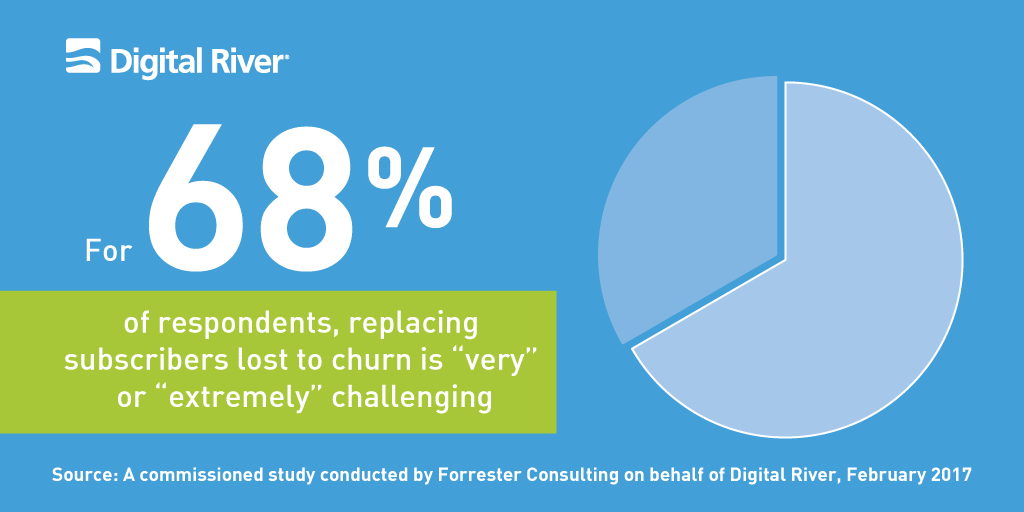 Digital River®
For 68%
of respondents, replacing
subscribers lost to churn is “very”
or “extremely” challenging
Source: A commissioned study conducted by Forrester Consulting on behalf of Digital River, February 2017